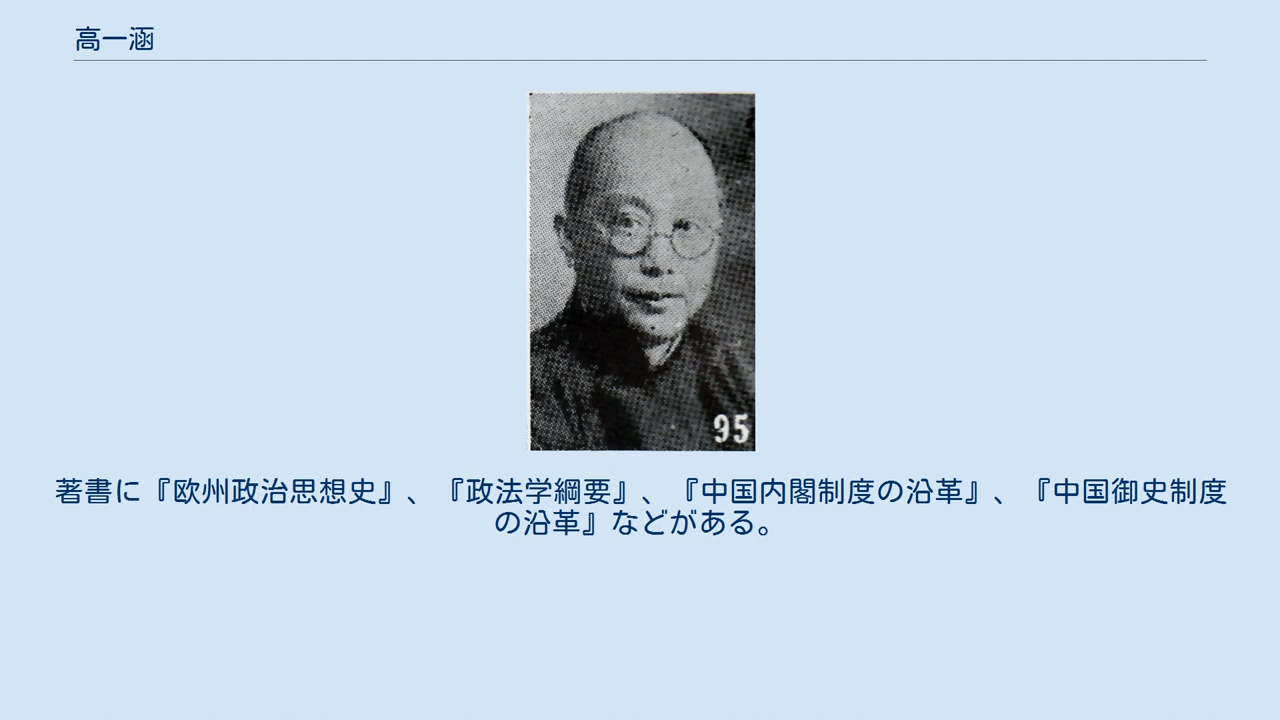 高一涵
95
著書に『欧州政治思想史』、『政法学綱要』、『中国内閣制度の沿革』、『中国御史制度
の沿革』などがある。